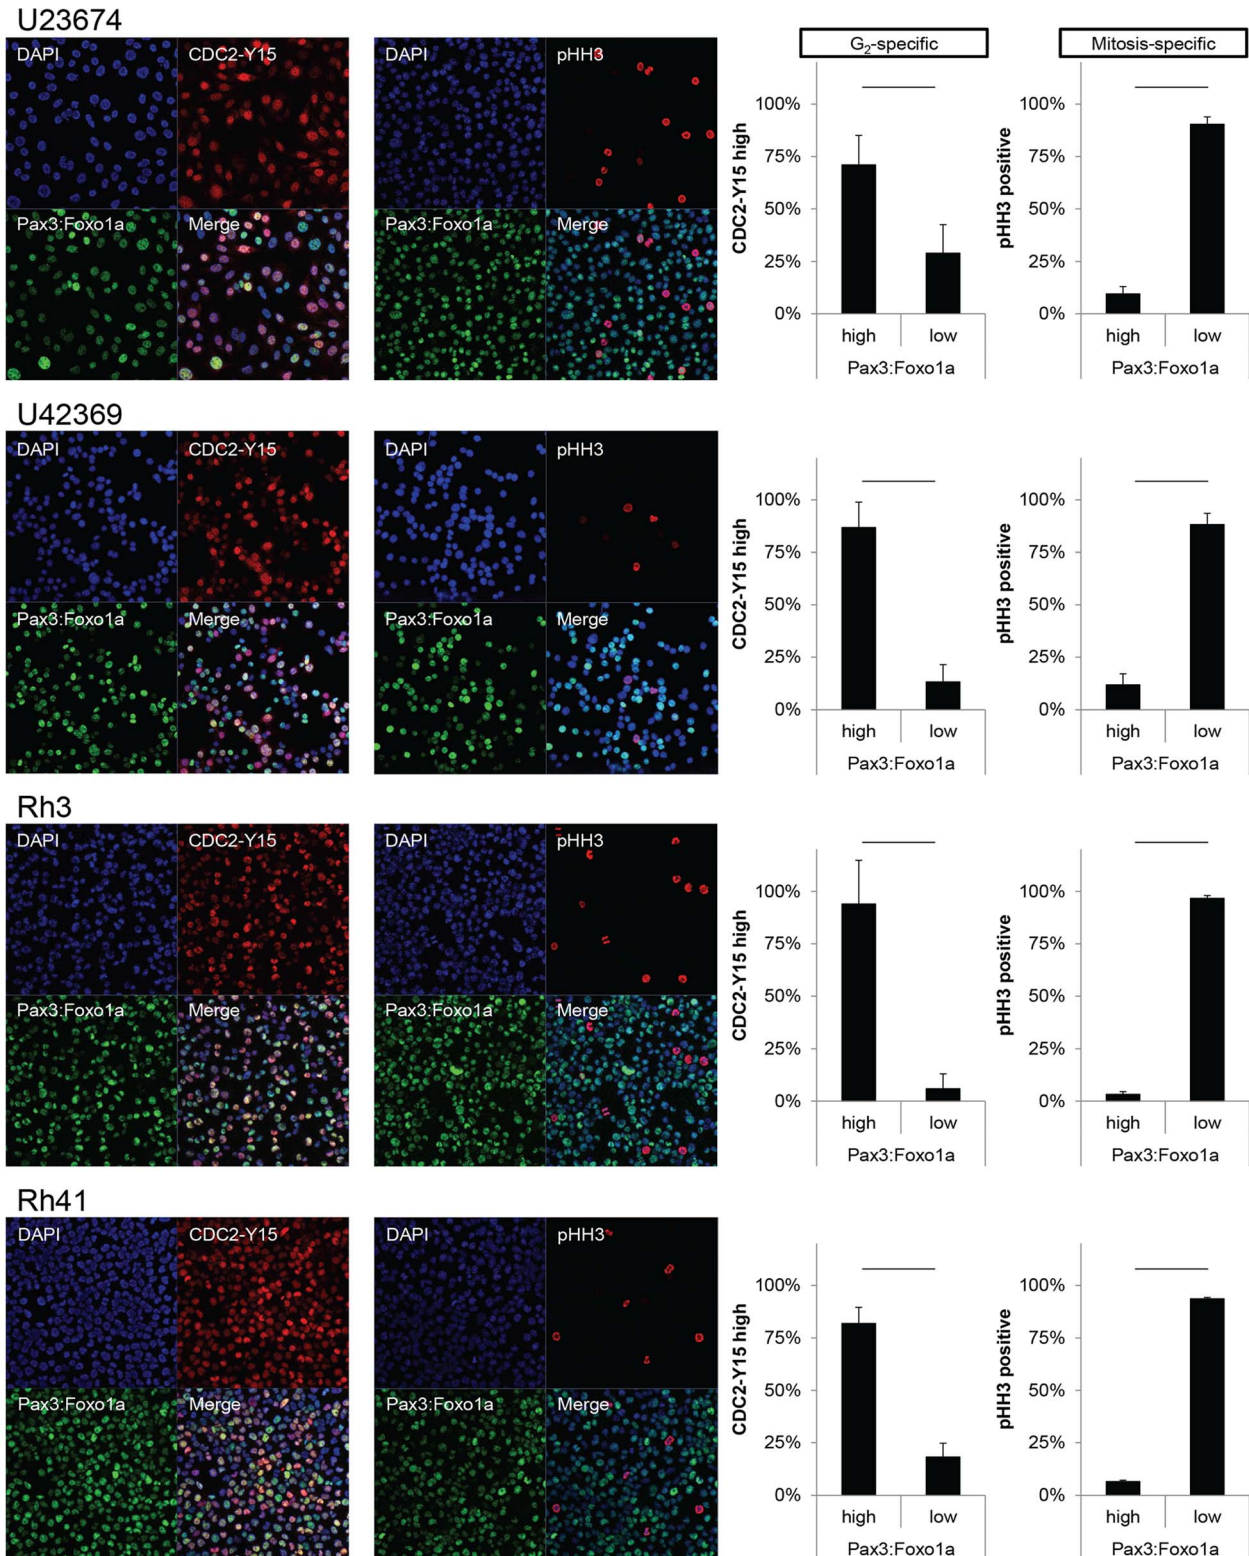 U23674
DAPI CDC2-Y15
Pax3:Foxo1a Merge
DAPI pHH3
Pax3:Foxo1a Merge
G₂-specific
CDC2-Y15 high
100%
75%
50%
25%
0%
high low
Pax3:Foxo1a
Mitosis-specific
pHH3 positive
100%
75%
50%
25%
0%
high low
Pax3:Foxo1a
U42369
DAPI CDC2-Y15
Pax3:Foxo1a Merge
DAPI pHH3
Pax3:Foxo1a Merge
CDC2-Y15 high
100%
75%
50%
25%
0%
high low
Pax3:Foxo1a
pHH3 positive
100%
75%
50%
25%
0%
high low
Pax3:Foxo1a
Rh3
DAPI CDC2-Y15
Pax3:Foxo1a Merge
DAPI pHH3
Pax3:Foxo1a Merge
CDC2-Y15 high
100%
75%
50%
25%
0%
high low
Pax3:Foxo1a
pHH3 positive
100%
75%
50%
25%
0%
high low
Pax3:Foxo1a
Rh41
DAPI CDC2-Y15
Pax3:Foxo1a Merge
DAPI pHH3
Pax3:Foxo1a Merge
CDC2-Y15 high
100%
75%
50%
25%
0%
high low
Pax3:Foxo1a
pHH3 positive
100%
75%
50%
25%
0%
high low
Pax3:Foxo1a